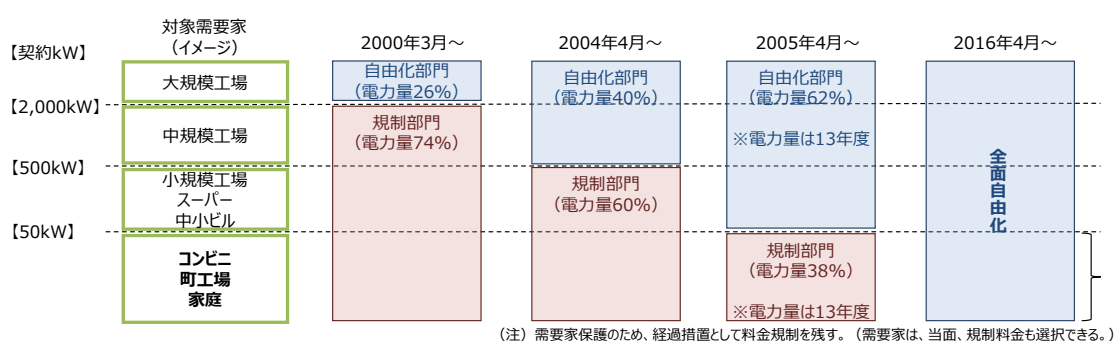 対象需要家
（イメージ）
【契約kW】
2000年3月～
2004年4月～
2005年4月～
2016年4月～
大規模工場
自由化部門
（電力量26%）
自由化部門
（電力量40%）
自由化部門
（電力量62%）
※電力量は13年度
全面自由化
【2,000kW】
中規模工場
規制部門
（電力量74%）
【500kW】
小規模工場
スーパー
中小ビル
規制部門
（電力量60%）
【50kW】
コンビニ
町工場
家庭
規制部門
（電力量38%）
※電力量は13年度
（注）需要家保護のため、経過措置として料金規制を残す。（需要家は、当面、規制料金も選択できる。）